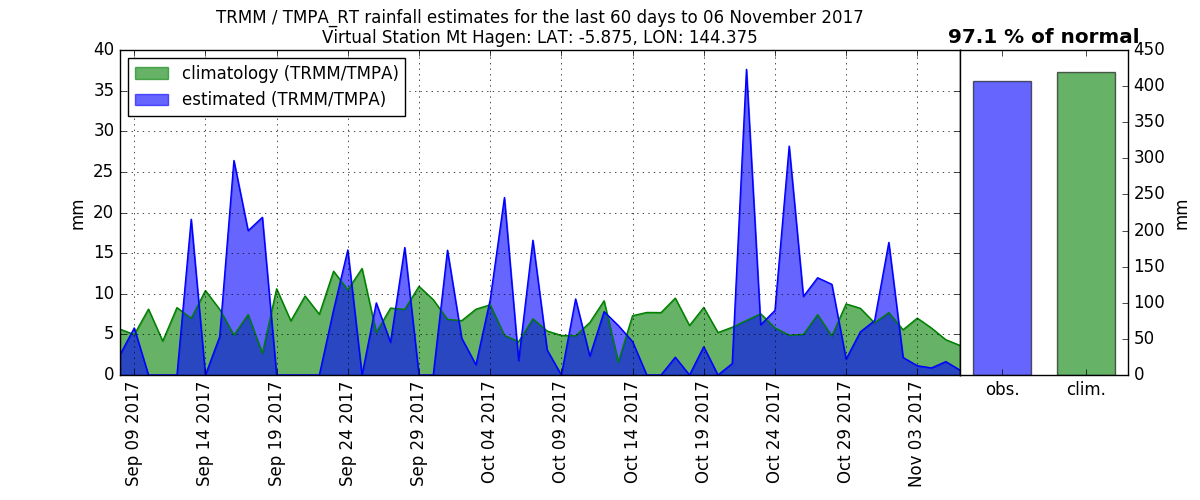 TRMM / TMPA_RT rainfall estimates for the last 60 days to 06 November 2017
Virtual Station Mt Hagen: LAT: -5.875, LON: 144.375
97.1 % of normal
climatology (TRMM/TMPA)
estimated (TRMM/TMPA)
mm
40
35
30
25
20
15
10
5
0
Sep 09 2017
Sep 14 2017
Sep 19 2017
Sep 24 2017
Sep 29 2017
Oct 04 2017
Oct 09 2017
Oct 14 2017
Oct 19 2017
Oct 24 2017
Oct 29 2017
Nov 03 2017
450
400
350
300
250
200
150
100
50
0
mm
obs.
clim.